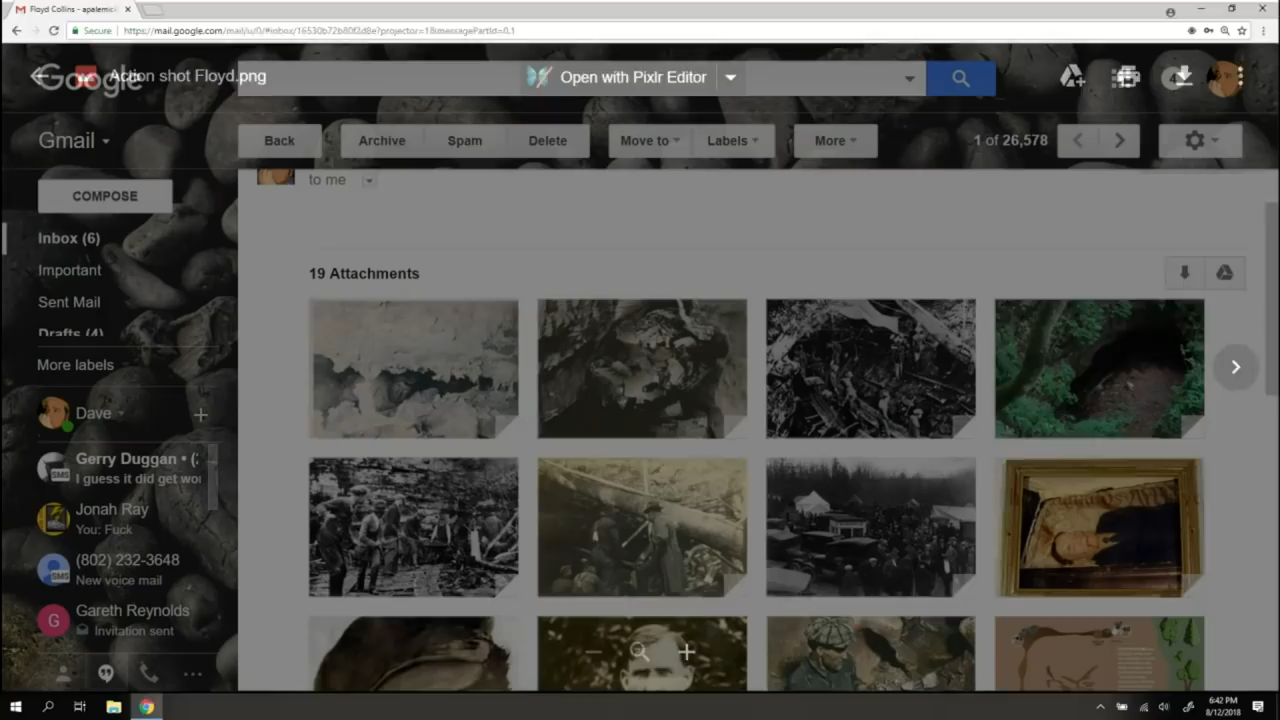 Floyd Collins - apalemic
Secure https://mail.google.com/mail/u/0/#inbox/16530b72b80f2d8e?projector=1&messagePartId=0.1
Google
Action shot Floyd.png
Open with Pixlr Editor
Gmail
Back
Archive
Spam
Delete
Move to
Labels
More
1 of 26,578
COMPOSE
to me
Inbox (6)
Important
Sent Mail
Drafts (4)
More labels
19 Attachments
Dave
Gerry Duggan • (
I guess it did get wo
Jonah Ray
You: Fuck
(802) 232-3648
SMS
New voice mail
Gareth Reynolds
G
Invitation sent
6:42 PM
8/12/2018